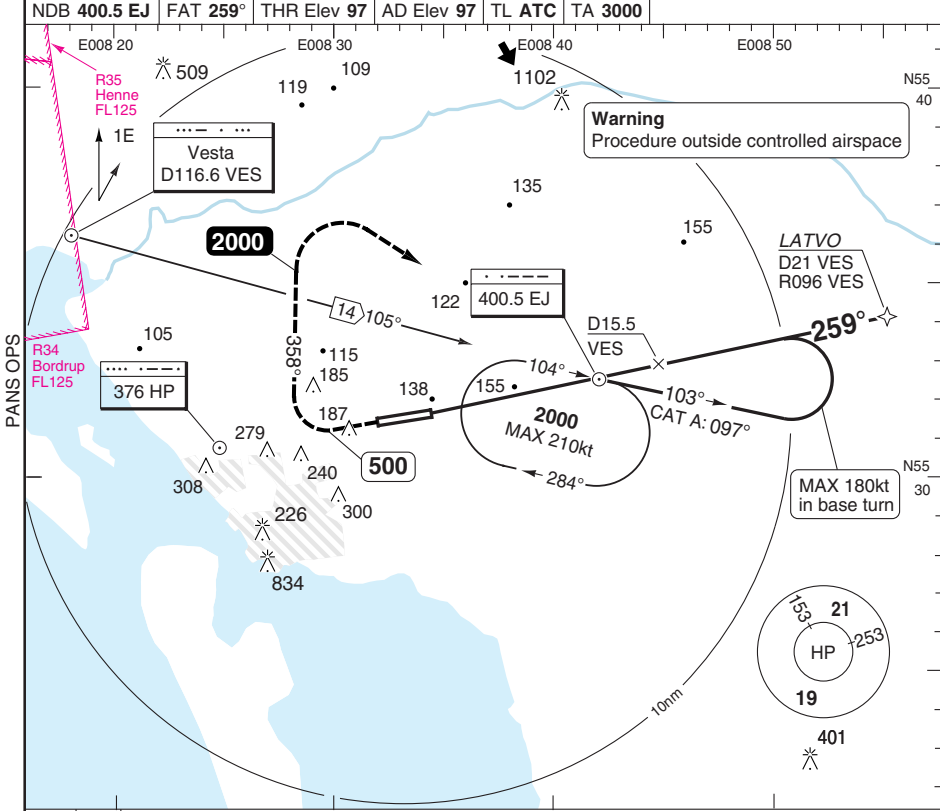 NDB 400.5 EJ FAT 259° THR Elev 97 AD Elev 97 TL ATC TA 3000
E008 20 E008 30 E008 40 E008 50
N55
40
R35
Henne
FL125
509
119
109
1102
1E
Vesta
D116.6 VES
Warning
Procedure outside controlled airspace
135
155
2000
LATVO
D21 VES
R096 VES
122
400.5 EJ
14 105°
D15.5
VES
259°
PANS OPS
R34
Bordrup
FL125
105
376 HP
358°
115
185
187
138
155
104°
2000
MAX 210kt
284°
103°
CAT A: 097°
279
308
240
500
300
226
834
N55
30
MAX 180kt
in base turn
153
21
253
HP
19
401
10nm